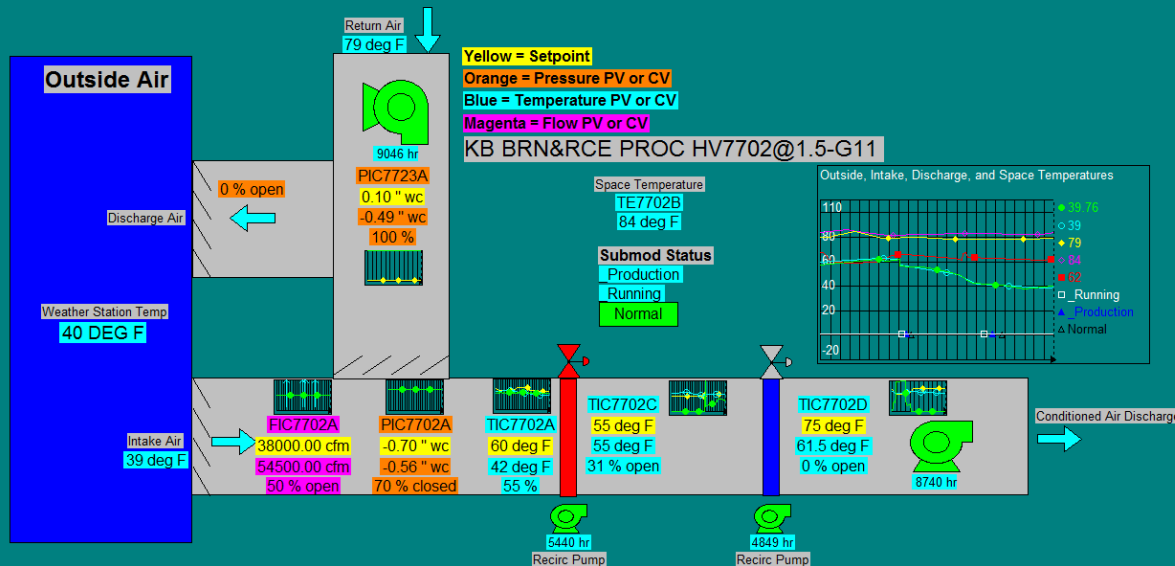 Return Air
79 deg F
Outside Air
Yellow = Setpoint
Orange = Pressure PV or CV
Blue = Temperature PV or CV
Magenta = Flow PV or CV
KB BRN&RCE PROC HV7702@1.5-G11
9046 hr
PIC7723A
0.10 " wc
-0.49 " wc
100 %
0 % open
Discharge Air
Space Temperature
TE7702B
84 deg F
Submod Status
_Production
_Running
Normal
Outside, Intake, Discharge, and Space Temperatures
110
80
60
40
20
-20
39.76
39
79
84
62
_Running
_Production
Normal
Weather Station Temp
40 DEG F
Intake Air
39 deg F
FIC7702A
38000.00 cfm
54500.00 cfm
50 % open
PIC7702A
-0.70 " wc
-0.56 " wc
70 % closed
TIC7702A
60 deg F
42 deg F
55 %
TIC7702C
55 deg F
55 deg F
31 % open
TIC7702D
75 deg F
61.5 deg F
0 % open
8740 hr
Conditioned Air Discharge
5440 hr
Recirc Pump
4849 hr
Recirc Pump